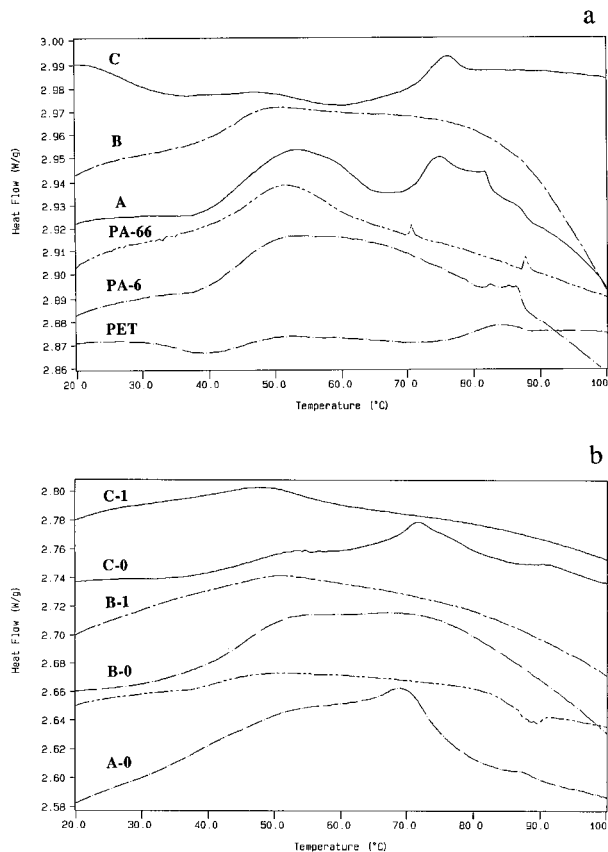 a
3.00
2.99
2.98
2.97
2.96
2.95
2.94
2.92
2.91
2.90
2.89
2.88
2.87
2.86
Heat Flow (W/g)
C
B
A
PA-66
PA-6
PET
20.0 30.0 40.0 50.0 60.0 70.0 80.0 90.0 100.0
Temperature (°C)
b
2.80
2.78
2.76
2.74
2.72
2.70
2.68
2.66
2.64
2.62
2.60
2.58
Heat Flow (W/g)
C-1
C-0
B-1
B-0
A-0
20.0 30.0 40.0 50.0 60.0 70.0 80.0 90.0 100.0
Temperature (°C)